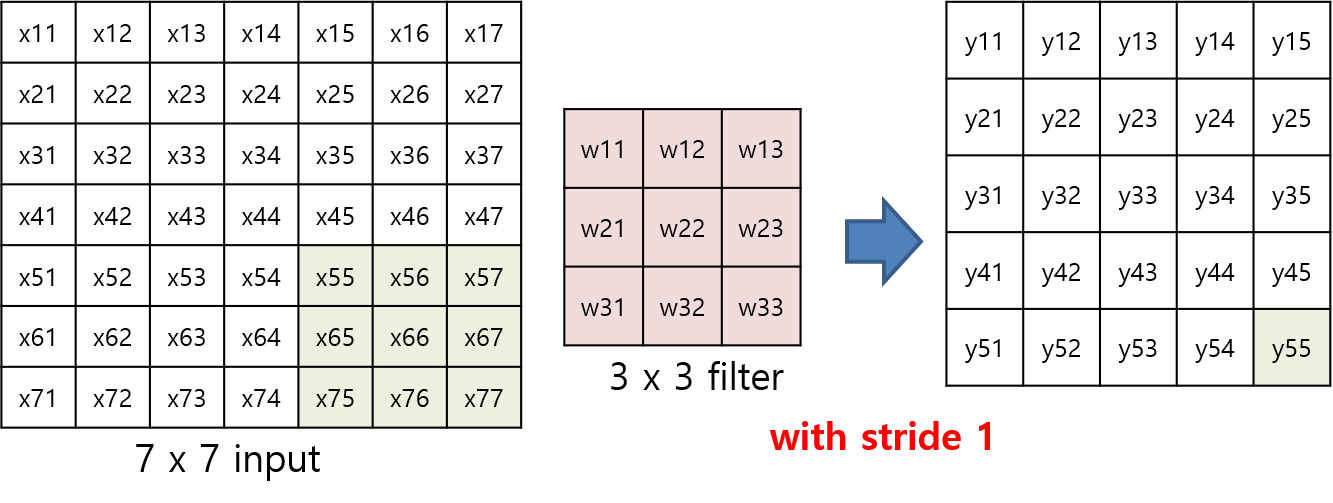 x11 x12 x13 x14 x15 x16 x17
x21 x22 x23 x24 x25 x26 x27
x31 x32 x33 x34 x35 x36 x37
x41 x42 x43 x44 x45 x46 x47
x51 x52 x53 x54 x55 x56 x57
x61 x62 x63 x64 x65 x66 x67
x71 x72 x73 x74 x75 x76 x77
7 x 7 input
w11 w12 w13
w21 w22 w23
w31 w32 w33
3 x 3 filter
with stride 1
y11 y12 y13 y14 y15
y21 y22 y23 y24 y25
y31 y32 y33 y34 y35
y41 y42 y43 y44 y45
y51 y52 y53 y54 y55